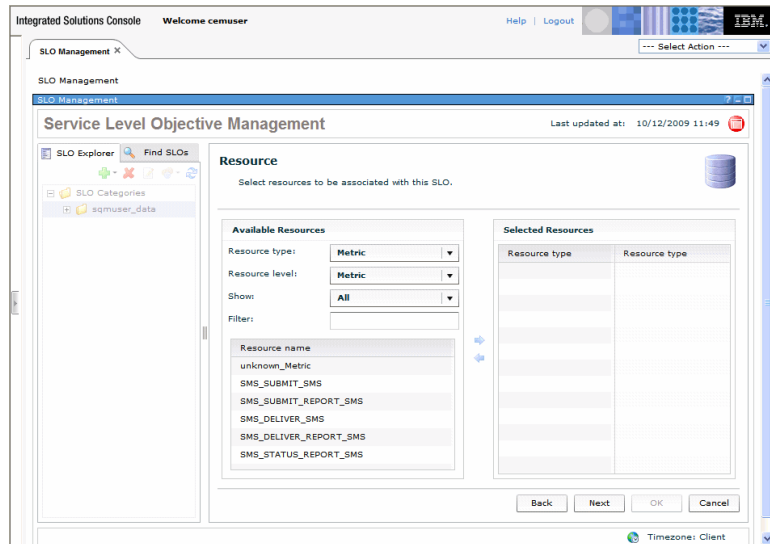 Integrated Solutions Console Welcome cemuser Help | Logout IBM.
SLO Management X --- Select Action ---
SLO Management
SLO Management
Service Level Objective Management Last updated at: 10/12/2009 11:49
SLO Explorer Find SLOs
SLO Categories
sqmuser_data
Resource
Select resources to be associated with this SLO.
Available Resources
Resource type: Metric
Resource level: Metric
Show: All
Filter:
Resource name
unknown_Metric
SMS_SUBMIT_SMS
SMS_SUBMIT_REPORT_SMS
SMS_DELIVER_SMS
SMS_DELIVER_REPORT_SMS
SMS_STATUS_REPORT_SMS
Selected Resources
Resource type Resource type
Back Next OK Cancel
Timezone: Client